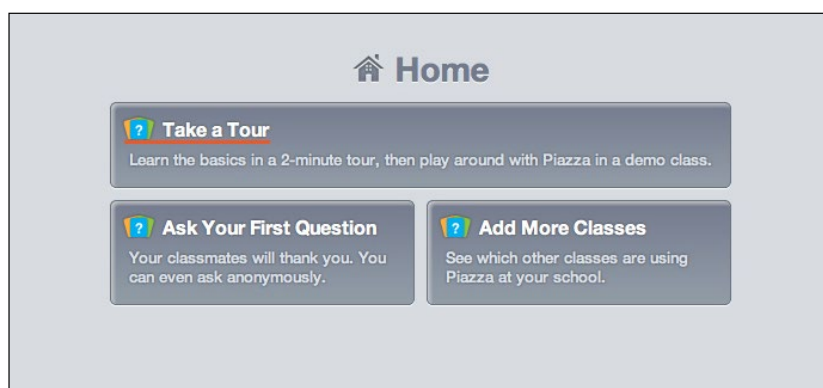 Home
? Take a Tour
Learn the basics in a 2-minute tour, then play around with Piazza in a demo class.
? Ask Your First Question
Your classmates will thank you. You
can even ask anonymously.
? Add More Classes
See which other classes are using
Piazza at your school.